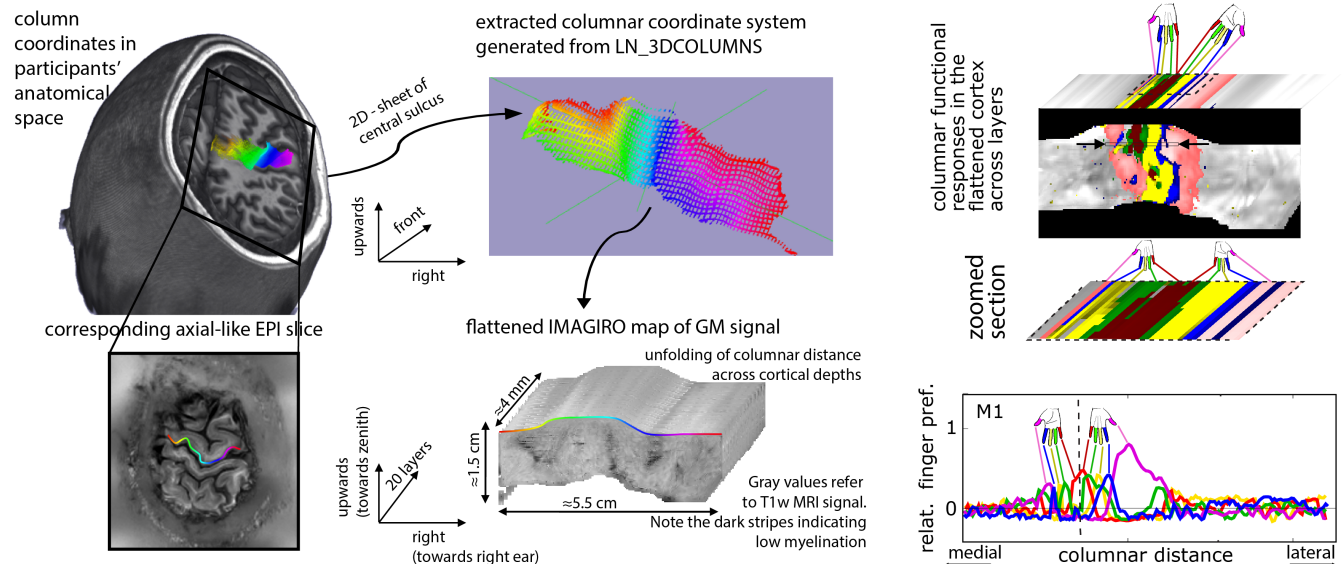 column
coordinates in
participants’
anatomical
space
corresponding axial-like EPI slice
extracted columnar coordinate system
generated from LN_3DCOLUMNS
2D - sheet of
central sulcus
upwards
front
right
flattened IMAGIRO map of GM signal
unfolding of columnar distance
across cortical depths
≈4 mm
≈1.5 cm
≈5.5 cm
upwards
(towards zenith)
20 layers
right
(towards right ear)
Gray values refer
to T1w MRI signal.
Note the dark stripes indicating
low myelination
columnar functional
responses in the
flattened cortex
across layers
zoomed
section
relat. finger pref.
M1
1
0
medial
columnar distance
lateral